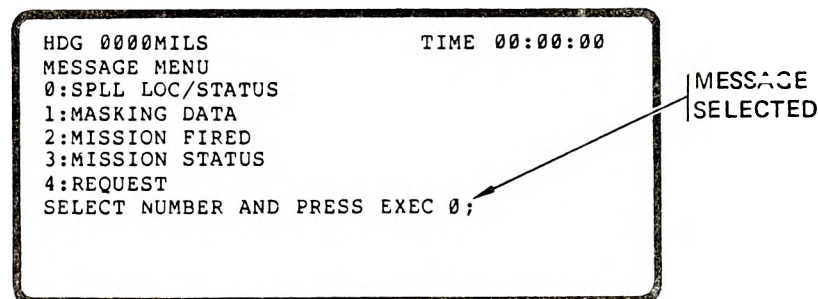 HDG 0000MILS TIME 00:00:00
MESSAGE MENU
0:SPLL LOC/STATUS
1:MASKING DATA
2:MISSION FIRED
3:MISSION STATUS
4:REQUEST
SELECT NUMBER AND PRESS EXEC 0;
MESSAGE
SELECTED